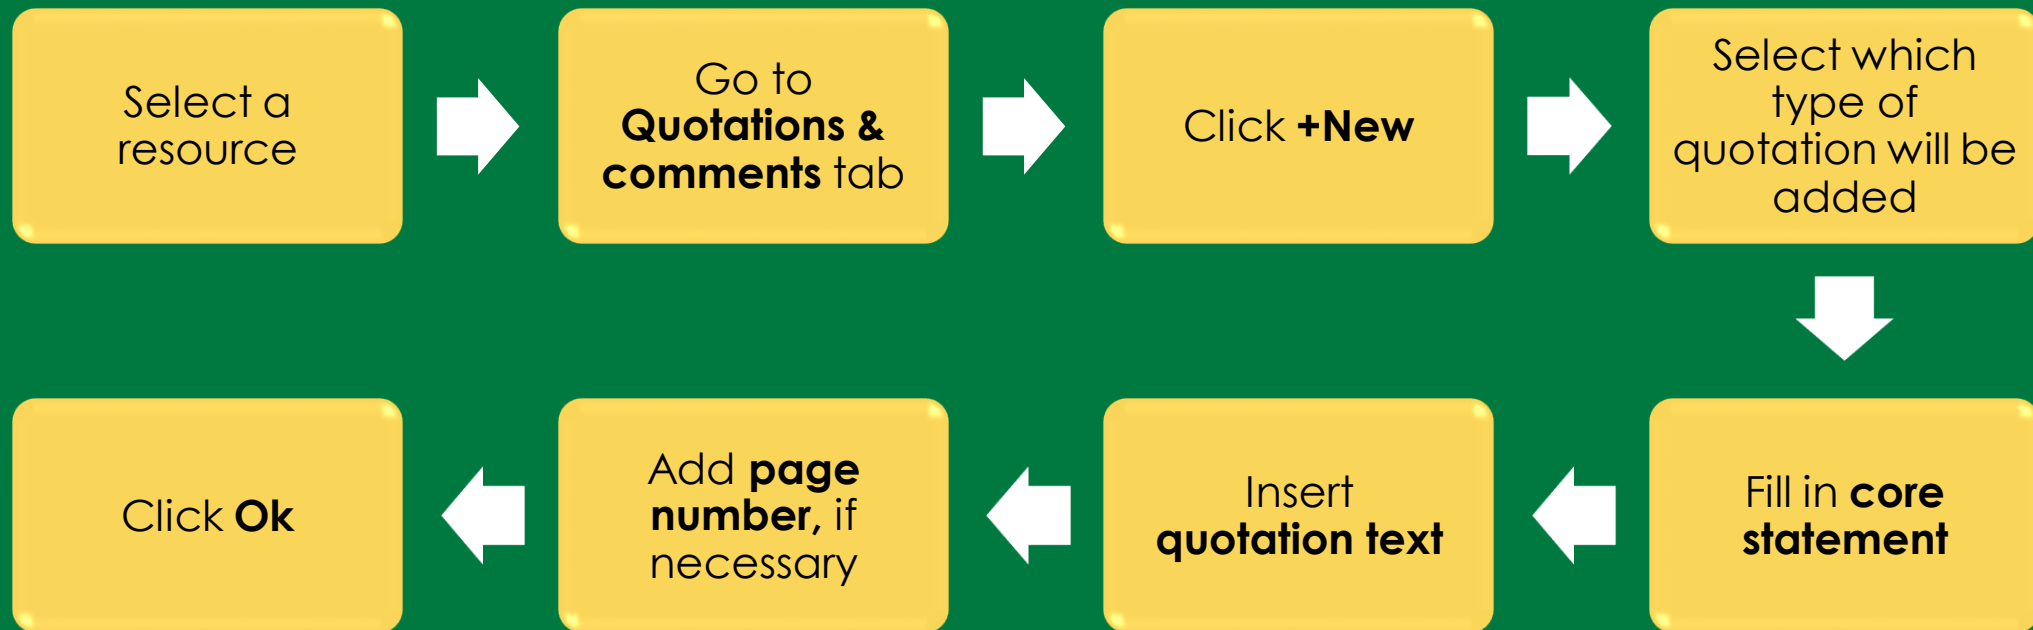 Select a
resource
Go to
Quotations &
comments tab
Click +New
Select which
type of
quotation will be
added
Fill in core
statement
Insert
quotation text
Add page
number, if
necessary
Click Ok